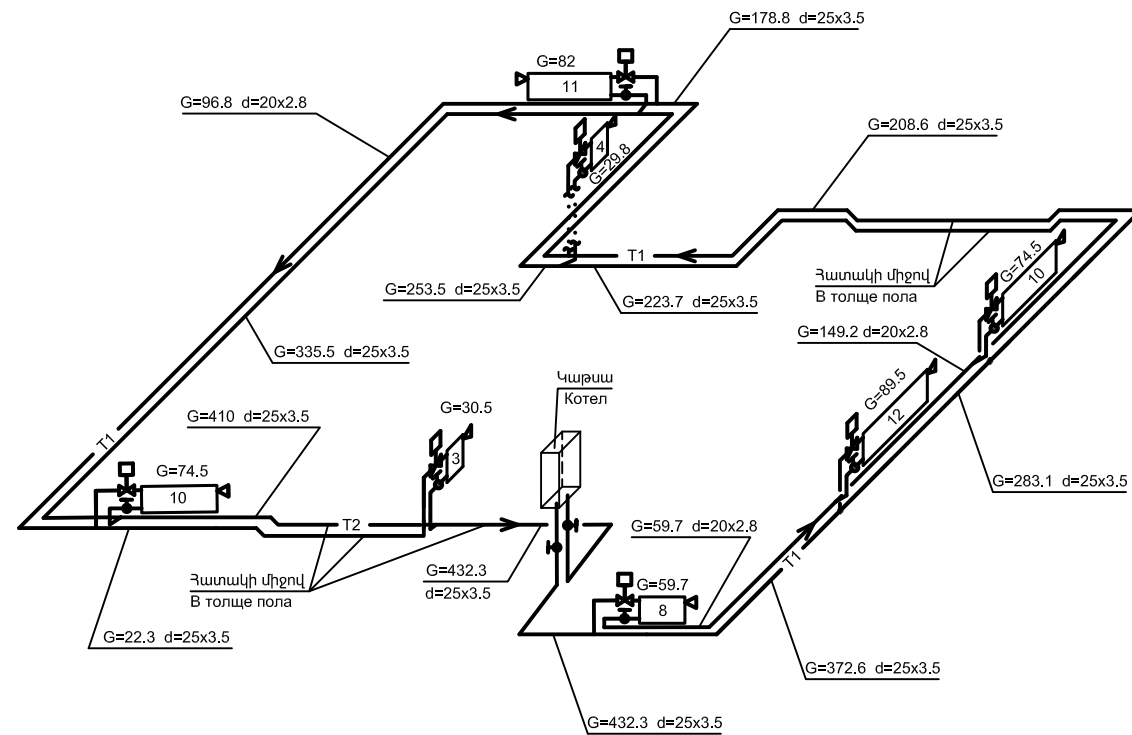 G=178.8 d=25x3.5
G=82
11
G=96.8 d=20x2.8
4
G=29.8
G=208.6 d=25x3.5
T1
Հատակի միջով
В толще пола
G=74.5
10
G=253.5 d=25x3.5
G=223.7 d=25x3.5
G=149.2 d=20x2.8
G=335.5 d=25x3.5
Կաթսա
Котел
G=89.5
12
G=410 d=25x3.5
G=30.5
3
T1
G=74.5
10
G=283.1 d=25x3.5
T2
G=59.7 d=20x2.8
T1
Հատակի միջով
В толще пола
G=432.3
d=25x3.5
G=59.7
8
G=22.3 d=25x3.5
G=372.6 d=25x3.5
G=432.3 d=25x3.5